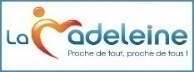 La Madeleine
Proche de tout, proche de tous !